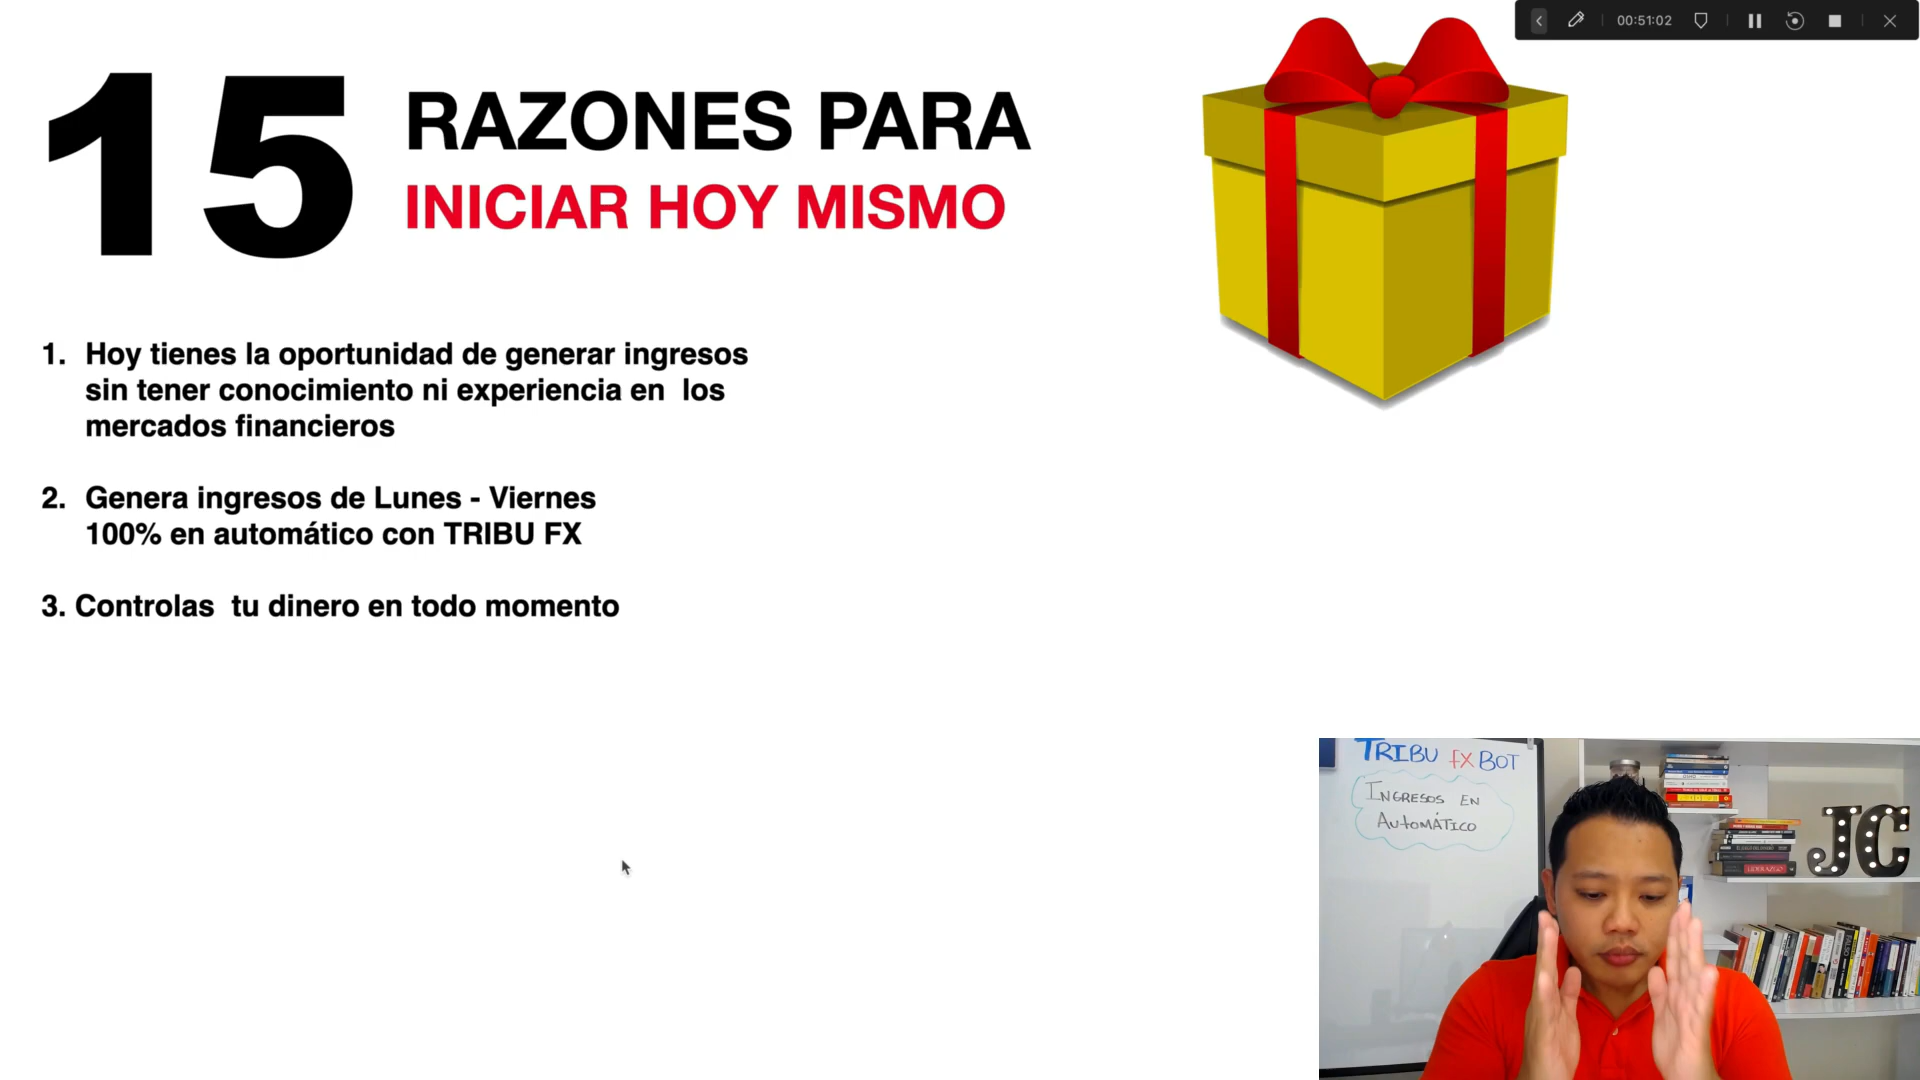 00:51:02
15
RAZONES PARA
INICIAR HOY MISMO
1. Hoy tienes la oportunidad de generar ingresos
sin tener conocimiento ni experiencia en los
mercados financieros
2. Genera ingresos de Lunes - Viernes
100% en automático con TRIBU FX
3. Controlas tu dinero en todo momento
TRIBU FX BOT
INGRESOS EN
AUTOMÁTICO
JC